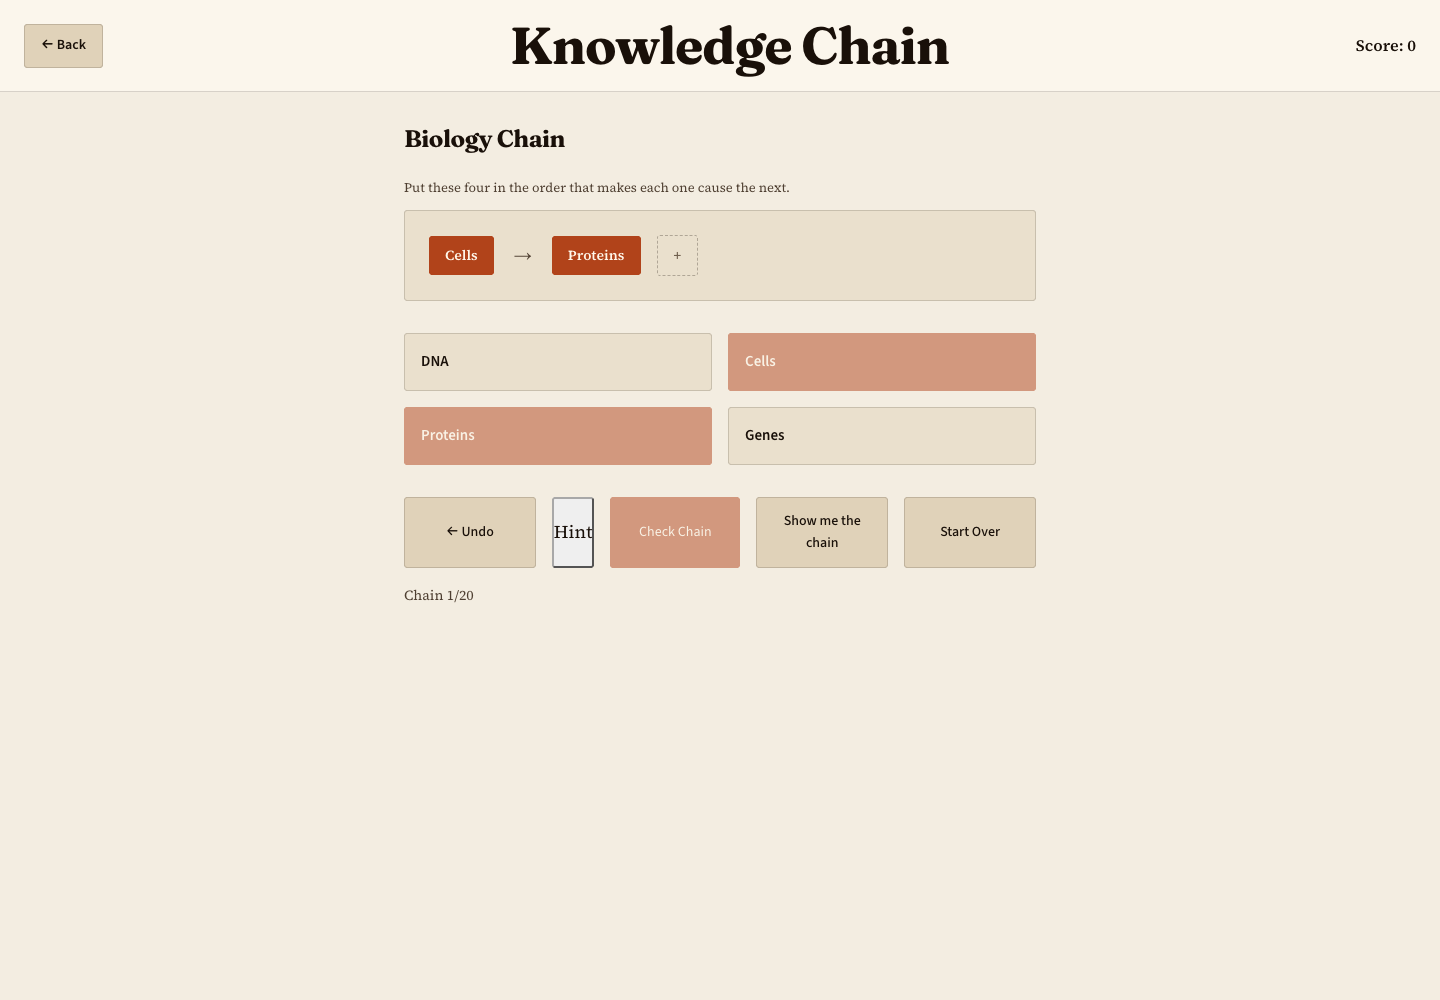 ← Back
Knowledge Chain
Score: 0
Biology Chain
Put these four in the order that makes each one cause the next.
Cells → Proteins +
DNA
Cells
Proteins
Genes
← Undo
Hint
Check Chain
Show me the
chain
Start Over
Chain 1/20